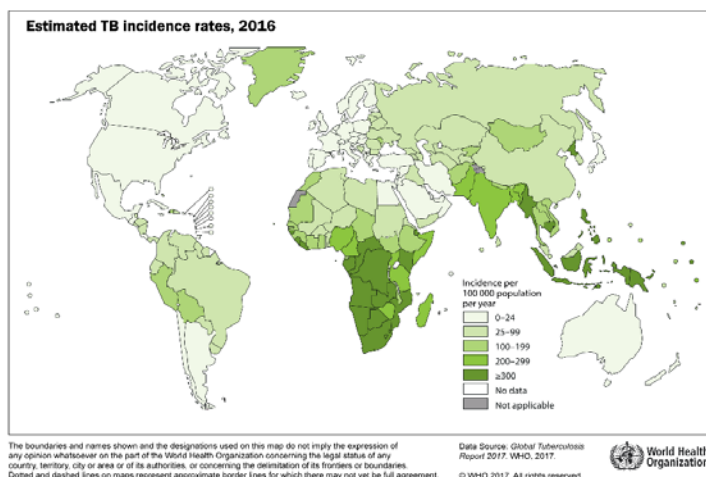 Estimated TB incidence rates, 2016
Incidence per
100 000 population
per year
0–24
25–99
100–199
200–299
≥300
No data
Not applicable
The boundaries and names shown and the designations used on this map do not imply the expression of
any opinion whatsoever on the part of the World Health Organization concerning the legal status of any
country, territory, city or area or of its authorities, or concerning the delimitation of its frontiers or boundaries.
Dotted and dashed lines on maps represent approximate border lines for which there may not yet be full agreement.
Data Source: Global Tuberculosis
Report 2017. WHO, 2017.
© WHO 2017. All rights reserved
World Health
Organization